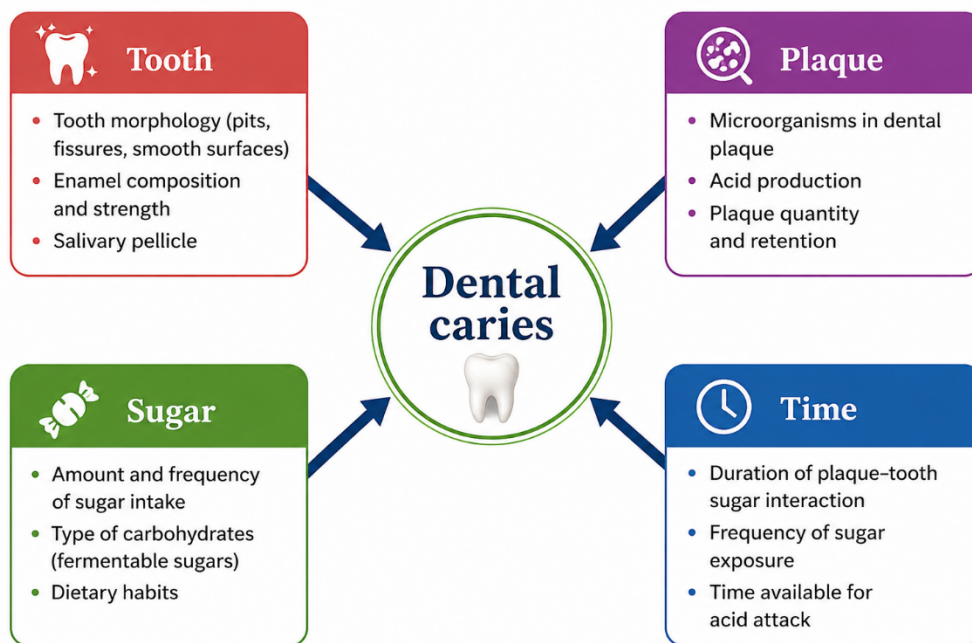 Tooth
• Tooth morphology (pits,
fissures, smooth surfaces)
• Enamel composition
and strength
• Salivary pellicle
Plaque
• Microorganisms in dental
plaque
• Acid production
• Plaque quantity
and retention
Dental
caries
Sugar
• Amount and frequency
of sugar intake
• Type of carbohydrates
(fermentable sugars)
• Dietary habits
Time
• Duration of plaque–tooth
sugar interaction
• Frequency of sugar
exposure
• Time available for
acid attack